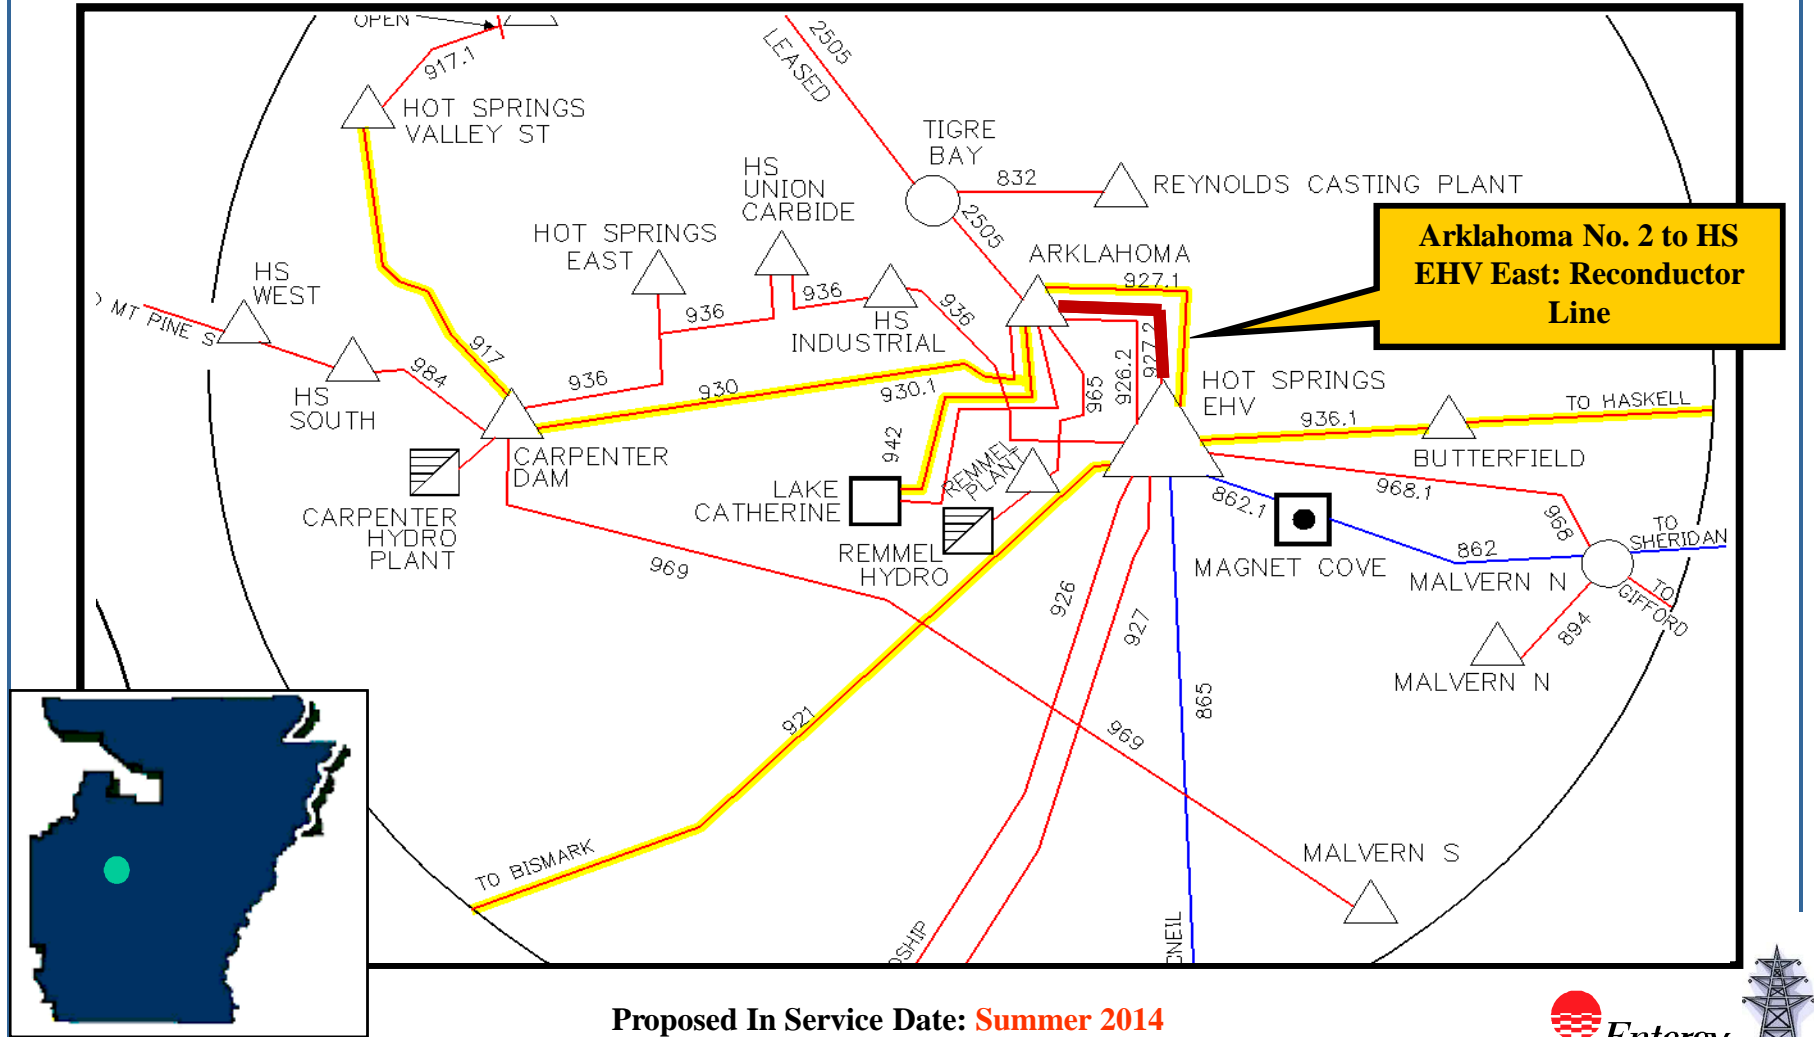 OPEN
917.1
2505
LEASED
HOT SPRINGS
VALLEY ST
TIGRE
BAY
832
REYNOLDS CASTING PLANT
HS
UNION
CARBIDE
2505
HOT SPRINGS
EAST
ARKLAHOMA
927.1
Arklahoma No. 2 to HS
EHV East: Reconductor
Line
HS
WEST
MT PINE S
936
936
HS
INDUSTRIAL
936
917
984
HS
SOUTH
936
930
930.1
965
926.2
927.2
HOT SPRINGS
EHV
936.1
TO HASKELL
BUTTERFIELD
942
CARPENTER
DAM
LAKE
CATHERINE
REMMEL
PLANT
862.1
968.1
968
TO
SHERIDAN
CARPENTER
HYDRO
PLANT
REMMEL
HYDRO
MAGNET COVE
862
MALVERN N
TO
GIFFORD
969
926
927
894
MALVERN N
865
921
969
TO BISMARK
MALVERN S
Proposed In Service Date: Summer 2014
Entergy